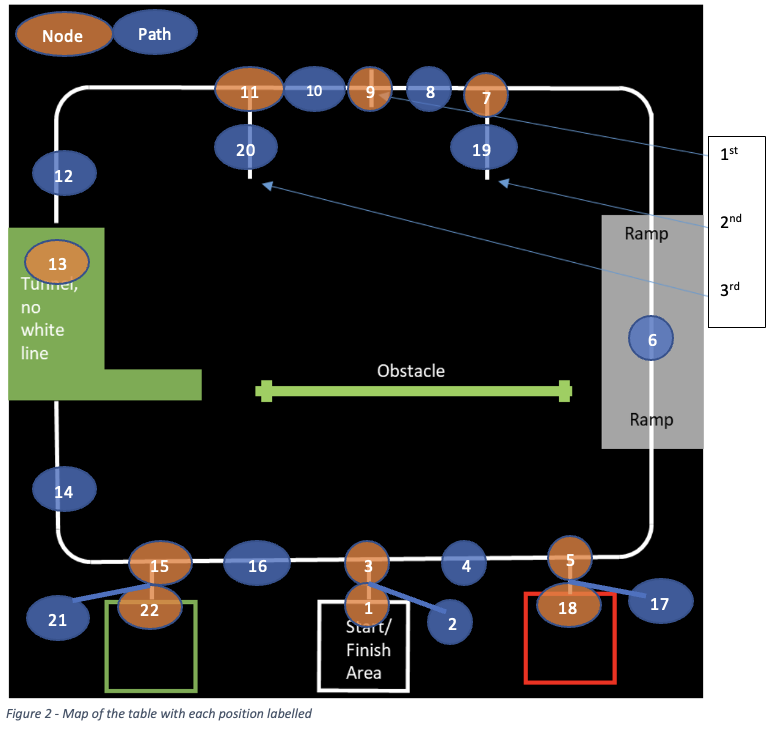 Node
Path
11
10
9
8
7
20
19
1st
12
2nd
Ramp
13
Tunnel,
no
white
line
3rd
6
Obstacle
Ramp
14
15
16
3
4
5
22
1
18
17
21
2
Start/
Finish
Area
Figure 2 - Map of the table with each position labelled